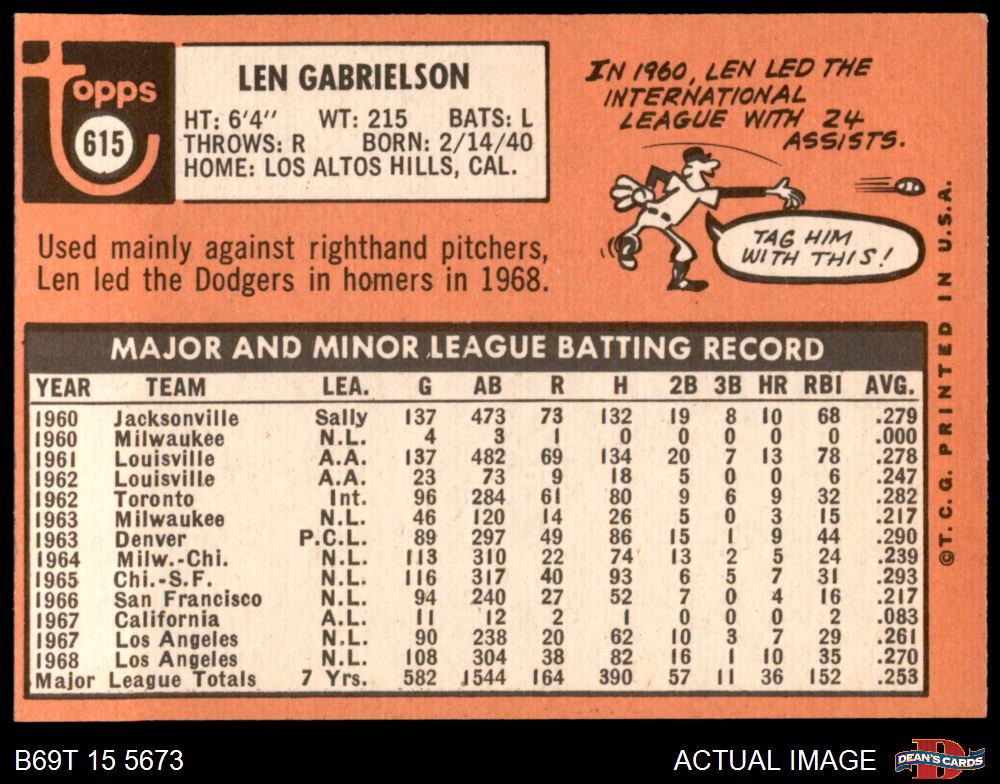 topps
615
LEN GABRIELSON
HT: 6'4" WT: 215 BATS: L
THROWS: R BORN: 2/14/40
HOME: LOS ALTOS HILLS, CAL.
IN 1960, LEN LED THE
INTERNATIONAL
LEAGUE WITH 24
ASSISTS.
TAG HIM
WITH THIS!
Used mainly against righthand pitchers,
Len led the Dodgers in homers in 1968.
MAJOR AND MINOR LEAGUE BATTING RECORD
YEAR TEAM LEA. G AB R H 2B 3B HR RBI AVG.
1960 Jacksonville Sally 137 473 73 132 19 8 10 68 .279
1960 Milwaukee N.L. 4 3 1 0 0 0 0 0 .000
1961 Louisville A.A. 137 482 69 134 20 7 13 78 .278
1962 Louisville A.A. 23 73 9 18 5 0 0 6 .247
1962 Toronto Int. 96 284 61 80 9 6 9 32 .282
1963 Milwaukee N.L. 46 120 14 26 5 0 3 15 .217
1963 Denver P.C.L. 89 297 49 86 15 1 9 44 .290
1964 Milw.-Chi. N.L. 113 310 22 74 13 2 5 24 .239
1965 Chi.-S.F. N.L. 116 317 40 93 6 5 7 31 .293
1966 San Francisco N.L. 94 240 27 52 7 0 4 16 .217
1967 California A.L. 11 12 2 1 0 0 0 2 .083
1967 Los Angeles N.L. 90 238 20 62 10 3 7 29 .261
1968 Los Angeles N.L. 108 304 38 82 16 1 10 35 .270
Major League Totals 7 Yrs. 582 1544 164 390 57 11 36 152 .253
©T.C.G. PRINTED IN U.S.A.
B69T 15 5673
ACTUAL IMAGE
DEAN'S CARDS